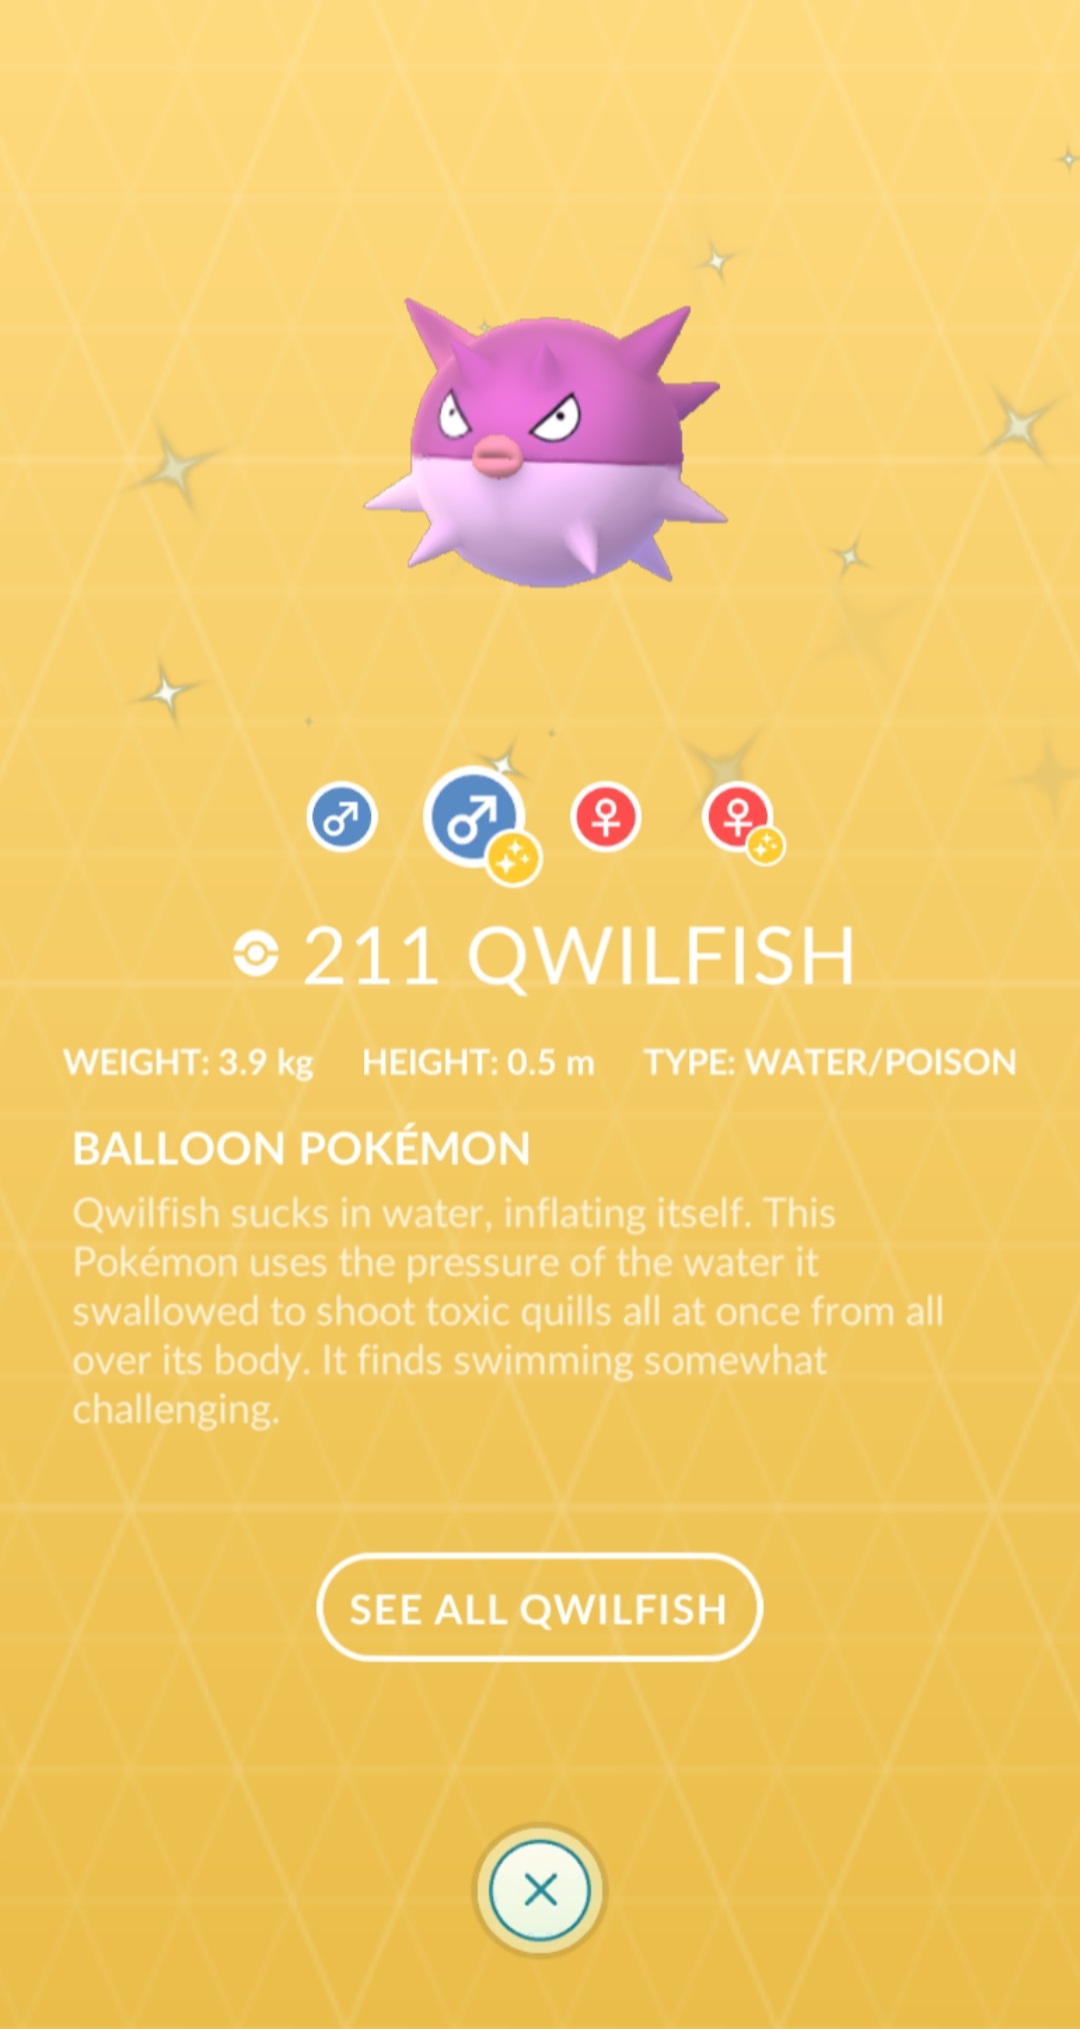 211 QWILFISH
WEIGHT: 3.9 kg HEIGHT: 0.5 m TYPE: WATER/POISON
BALLOON POKÉMON
Qwilfish sucks in water, inflating itself. This
Pokémon uses the pressure of the water it
swallowed to shoot toxic quills all at once from all
over its body. It finds swimming somewhat
challenging.
SEE ALL QWILFISH